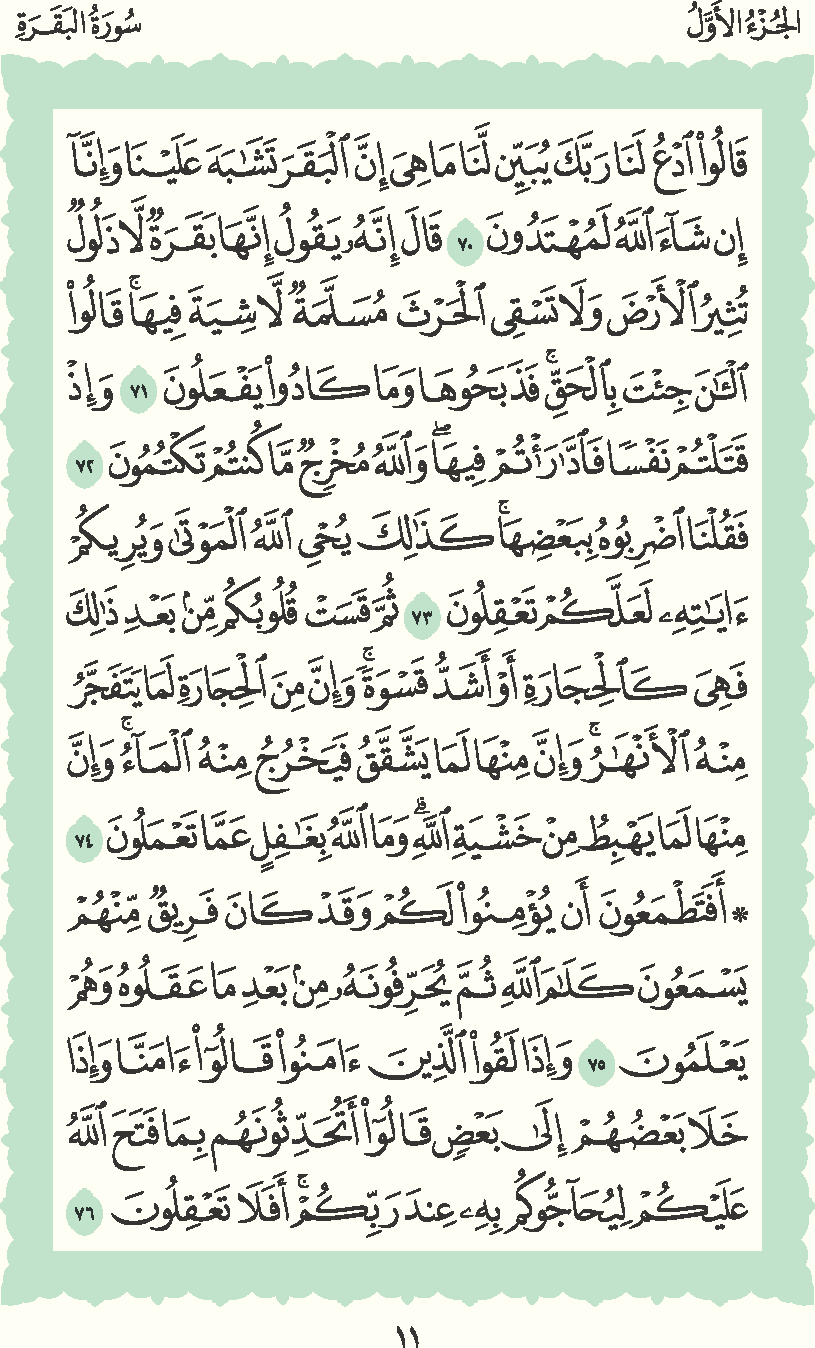 الجُزْءُ الأَوَّلُ
سُورَةُ البَقَرَةِ
قَالُوا۟ ٱدْعُ لَنَا رَبَّكَ يُبَيِّن لَّنَا مَا هِىَ إِنَّ ٱلْبَقَرَ تَشَـٰبَهَ عَلَيْنَا وَإِنَّآ
إِن شَآءَ ٱللَّهُ لَمُهْتَدُونَ ٧٠ قَالَ إِنَّهُۥ يَقُولُ إِنَّهَا بَقَرَةٌ لَّا ذَلُولٌ
تُثِيرُ ٱلْأَرْضَ وَلَا تَسْقِى ٱلْحَرْثَ مُسَلَّمَةٌ لَّا شِيَةَ فِيهَا ۚ قَالُوا۟
ٱلْـَٔـٰنَ جِئْتَ بِٱلْحَقِّ ۚ فَذَبَحُوهَا وَمَا كَادُوا۟ يَفْعَلُونَ ٧١ وَإِذْ
قَتَلْتُمْ نَفْسًا فَٱدَّٰرَْٰٔتُمْ فِيهَا ۖ وَٱللَّهُ مُخْرِجٌ مَّا كُنتُمْ تَكْتُمُونَ ٧٢
فَقُلْنَا ٱضْرِبُوهُ بِبَعْضِهَا ۚ كَذَٰلِكَ يُحْىِ ٱللَّهُ ٱلْمَوْتَىٰ وَيُرِيكُمْ
ءَايَـٰتِهِۦ لَعَلَّكُمْ تَعْقِلُونَ ٧٣ ثُمَّ قَسَتْ قُلُوبُكُم مِّنۢ بَعْدِ ذَٰلِكَ
فَهِىَ كَٱلْحِجَارَةِ أَوْ أَشَدُّ قَسْوَةً ۚ وَإِنَّ مِنَ ٱلْحِجَارَةِ لَمَا يَتَفَجَّرُ
مِنْهُ ٱلْأَنْهَـٰرُ ۚ وَإِنَّ مِنْهَا لَمَا يَشَّقَّقُ فَيَخْرُجُ مِنْهُ ٱلْمَآءُ ۚ وَإِنَّ
مِنْهَا لَمَا يَهْبِطُ مِنْ خَشْيَةِ ٱللَّهِ ۗ وَمَا ٱللَّهُ بِغَـٰفِلٍ عَمَّا تَعْمَلُونَ ٧٤
* أَفَتَطْمَعُونَ أَن يُؤْمِنُوا۟ لَكُمْ وَقَدْ كَانَ فَرِيقٌ مِّنْهُمْ
يَسْمَعُونَ كَلَـٰمَ ٱللَّهِ ثُمَّ يُحَرِّفُونَهُۥ مِنۢ بَعْدِ مَا عَقَلُوهُ وَهُمْ
يَعْلَمُونَ ٧٥ وَإِذَا لَقُوا۟ ٱلَّذِينَ ءَامَنُوا۟ قَالُوٓا۟ ءَامَنَّا وَإِذَا
خَلَا بَعْضُهُمْ إِلَىٰ بَعْضٍ قَالُوٓا۟ أَتُحَدِّثُونَهُم بِمَا فَتَحَ ٱللَّهُ
عَلَيْكُمْ لِيُحَآجُّوكُم بِهِۦ عِندَ رَبِّكُمْ ۚ أَفَلَا تَعْقِلُونَ ٧٦
١١